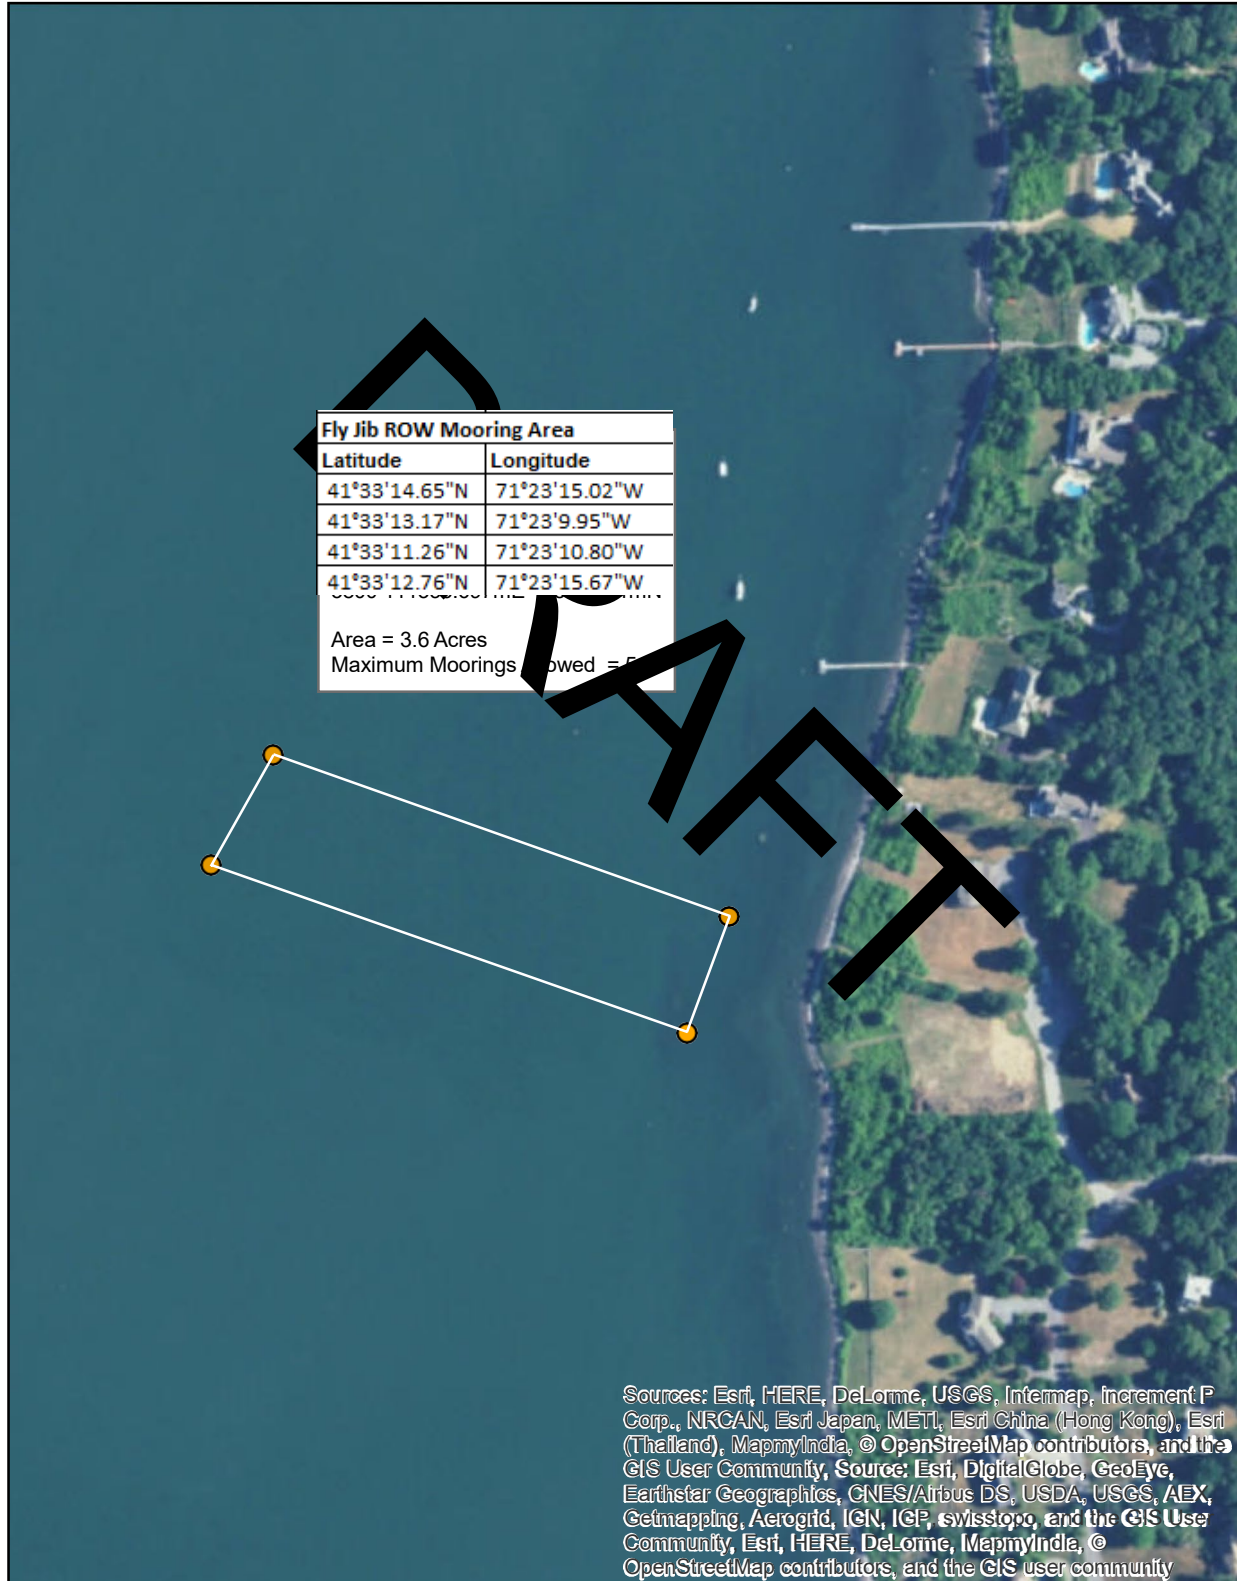 DRAFT
Fly Jib ROW Mooring Area
Latitude Longitude
41°33'14.65"N 71°23'15.02"W
41°33'13.17"N 71°23'9.95"W
41°33'11.26"N 71°23'10.80"W
41°33'12.76"N 71°23'15.67"W
Area = 3.6 Acres
Maximum Moorings =
Sources: Esri, HERE, DeLorme, USGS, Intermap, increment P
Corp., NRCAN, Esri Japan, METI, Esri China (Hong Kong), Esri
(Thailand), MapmyIndia, © OpenStreetMap contributors, and the
GIS User Community, Source: Esri, DigitalGlobe, GeoEye,
Earthstar Geographics, CNES/Airbus DS, USDA, USGS, AEX,
Getmapping, Aerogrid, IGN, IGP, swisstopo, and the GIS User
Community, Esri, HERE, DeLorme, MapmyIndia, ©
OpenStreetMap contributors, and the GIS user community